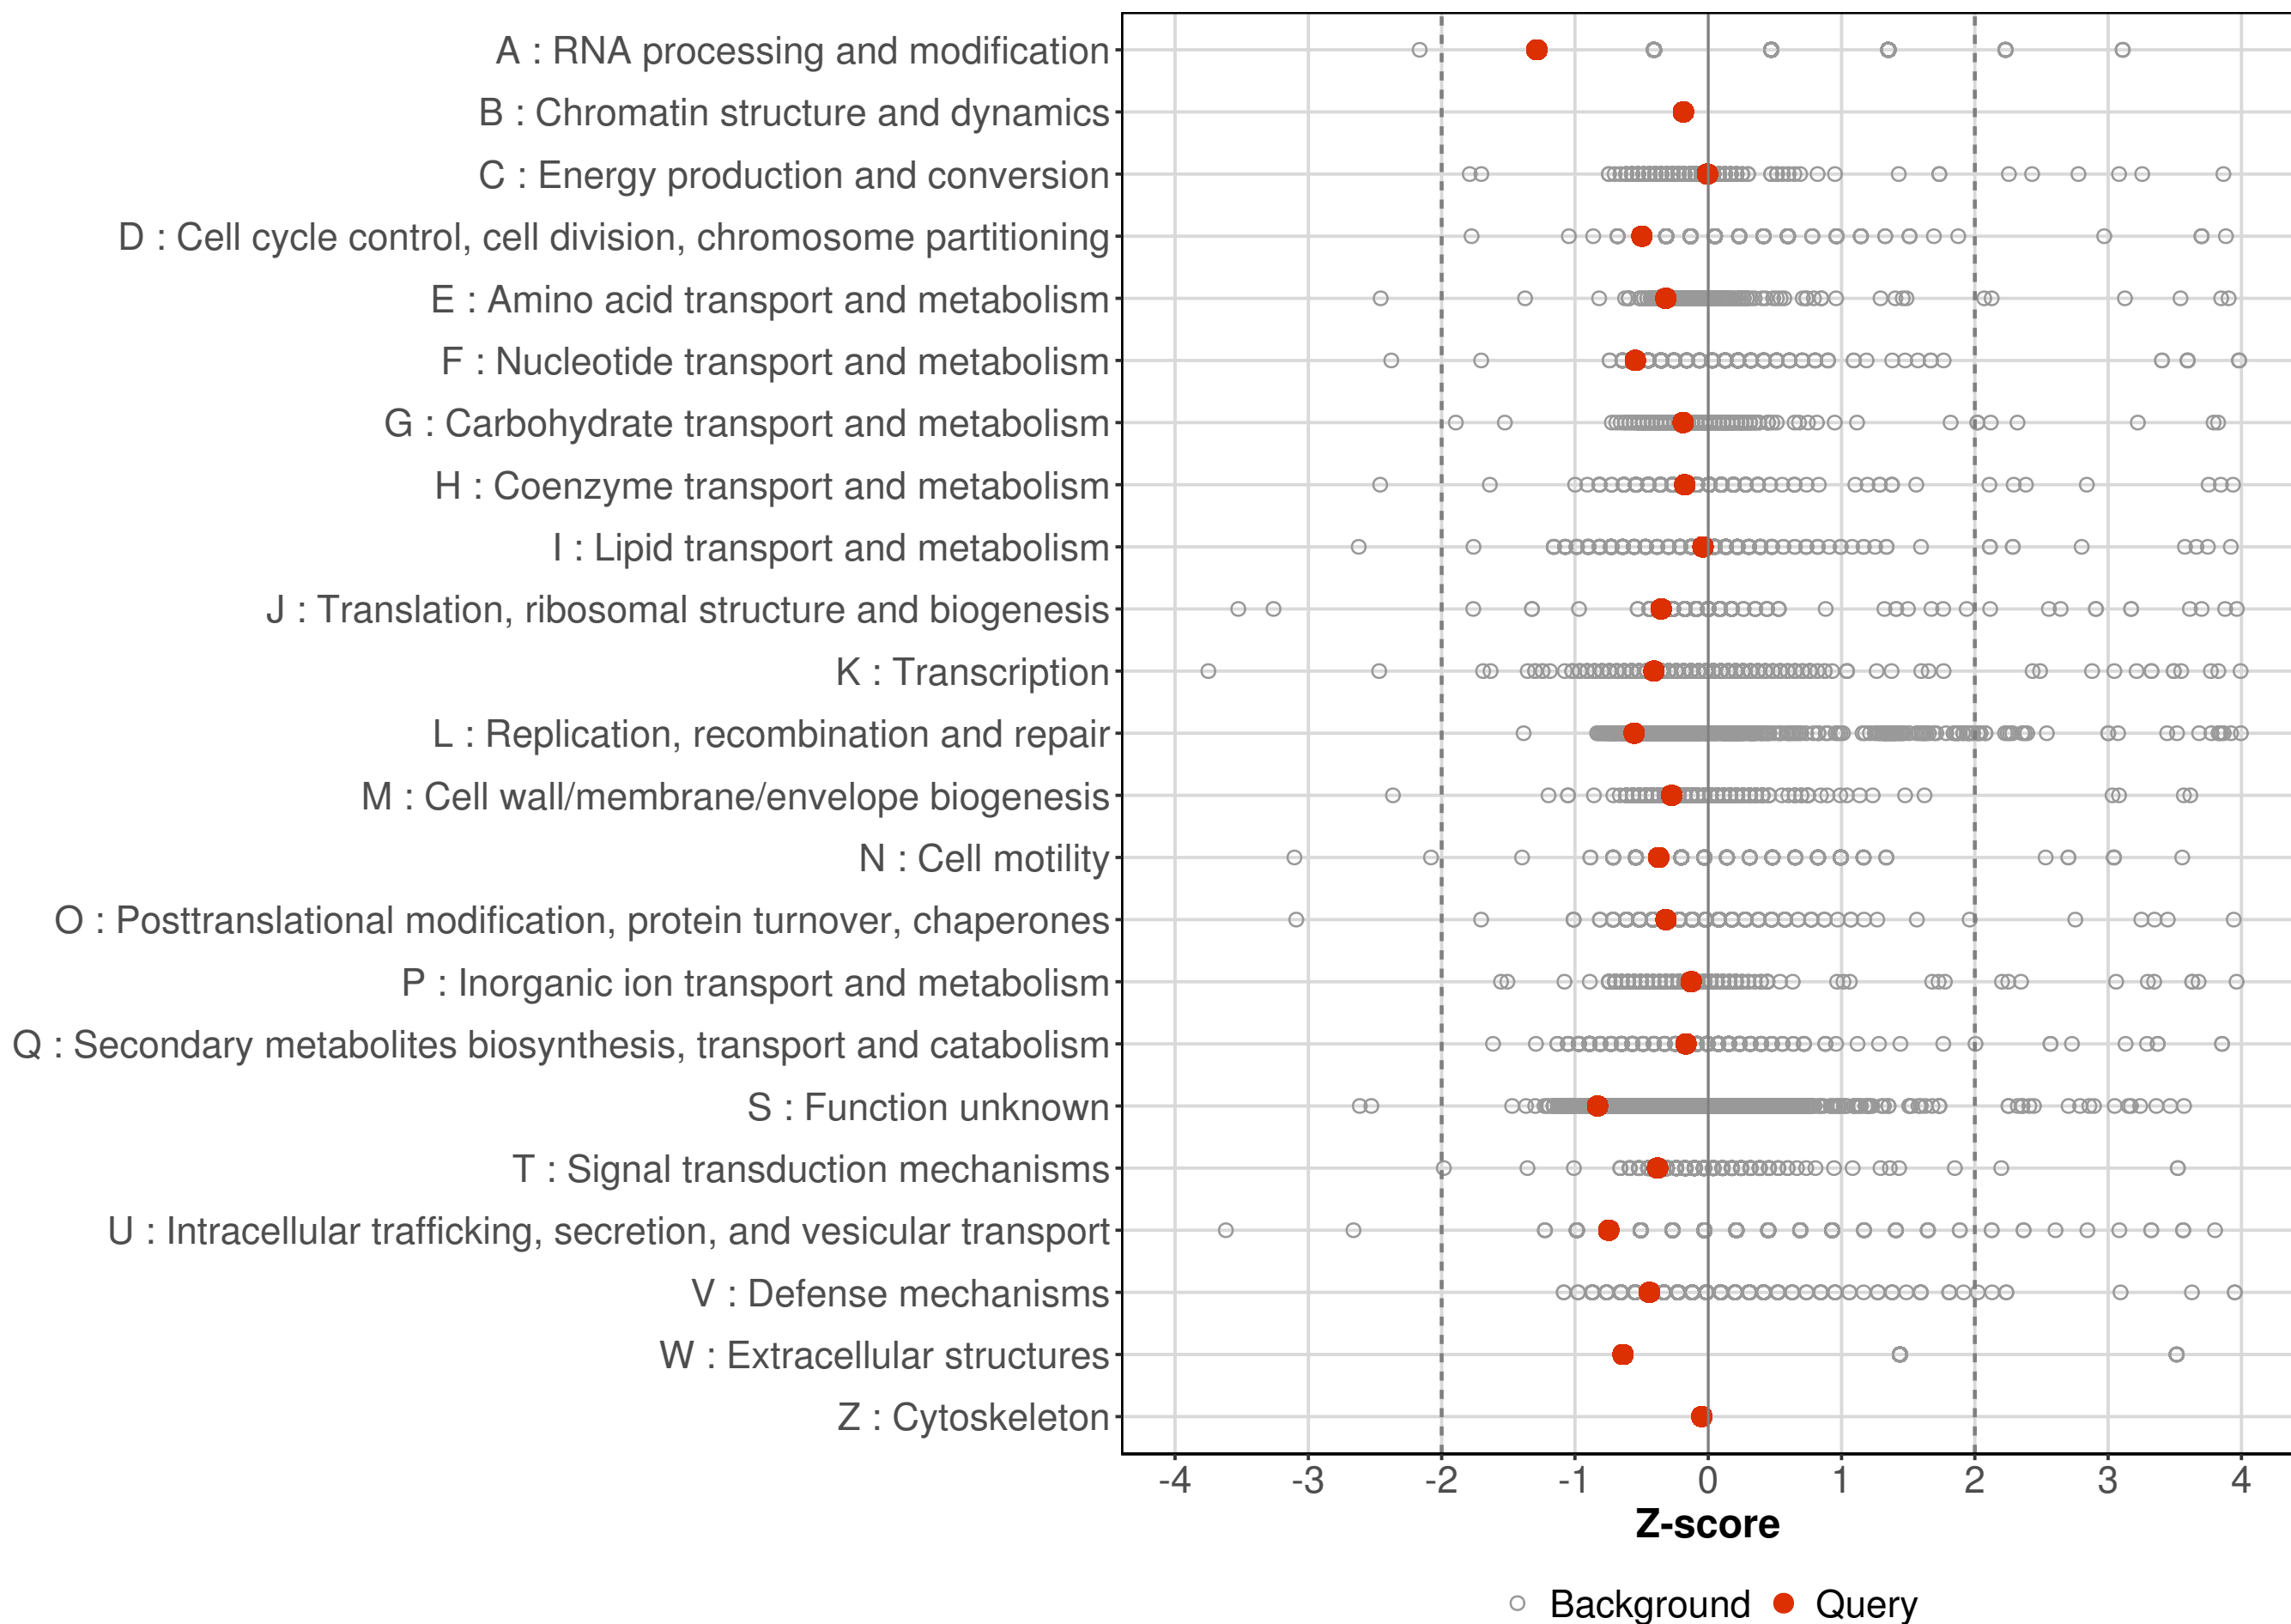 A : RNA processing and modification
B : Chromatin structure and dynamics
C : Energy production and conversion
D : Cell cycle control, cell division, chromosome partitioning
E : Amino acid transport and metabolism
F : Nucleotide transport and metabolism
G : Carbohydrate transport and metabolism
H : Coenzyme transport and metabolism
I : Lipid transport and metabolism
J : Translation, ribosomal structure and biogenesis
K : Transcription
L : Replication, recombination and repair
M : Cell wall/membrane/envelope biogenesis
N : Cell motility
O : Posttranslational modification, protein turnover, chaperones
P : Inorganic ion transport and metabolism
Q : Secondary metabolites biosynthesis, transport and catabolism
S : Function unknown
T : Signal transduction mechanisms
U : Intracellular trafficking, secretion, and vesicular transport
V : Defense mechanisms
W : Extracellular structures
Z : Cytoskeleton
-4 -3 -2 -1 0 1 2 3 4
Z-score
Background Query